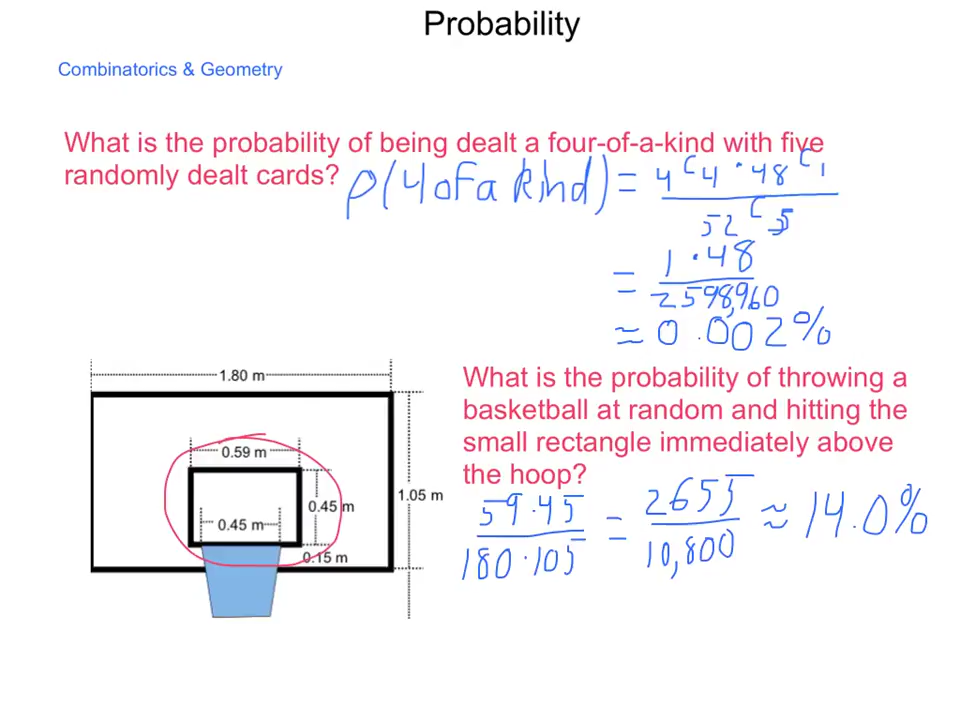 Probability
Combinatorics & Geometry
What is the probability of being dealt a four-of-a-kind with five
randomly dealt cards?
P(4 of a kind) = 4C4 · 48C1 / 52C5
= 1 · 48 / 2598,960
≈ 0.002%
1.80 m
0.59 m
0.45 m
0.45 m
1.05 m
0.15 m
What is the probability of throwing a
basketball at random and hitting the
small rectangle immediately above
the hoop?
59·45 / 180·105 = 2655 / 10,800 ≈ 14.0%